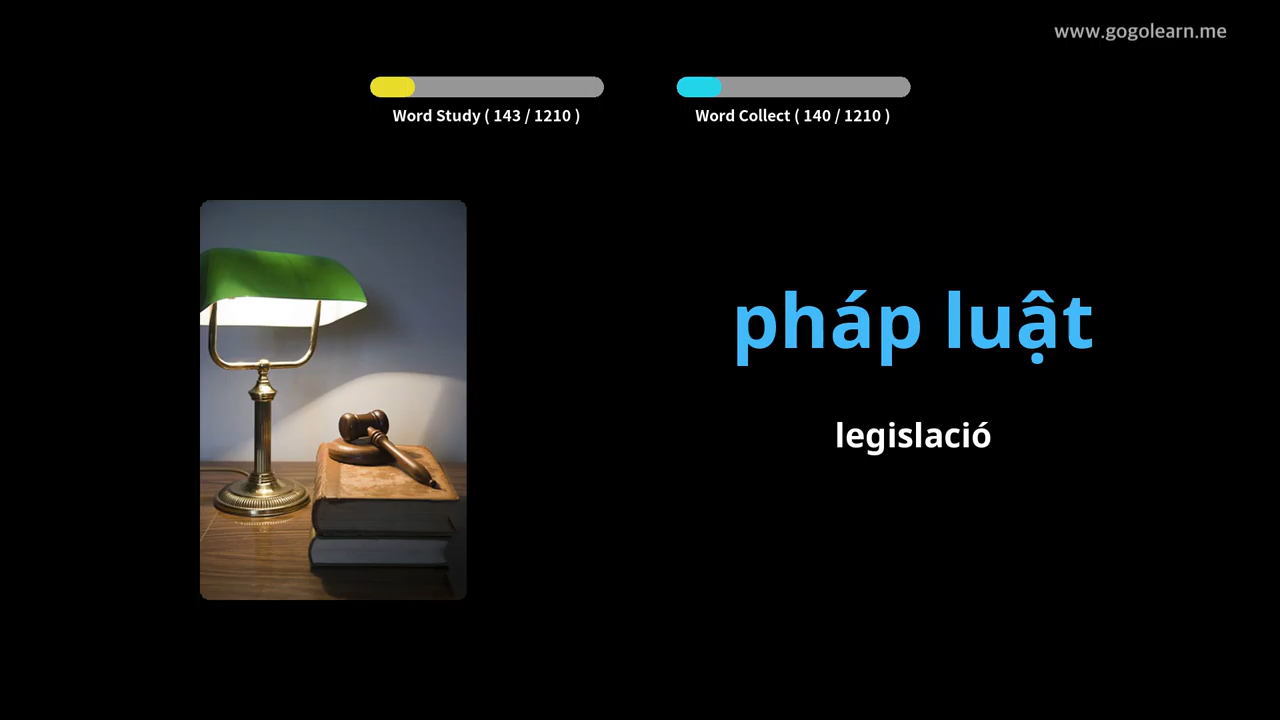 www.gogolearn.me
Word Study ( 143 / 1210 )
Word Collect ( 140 / 1210 )
pháp luật
legislació